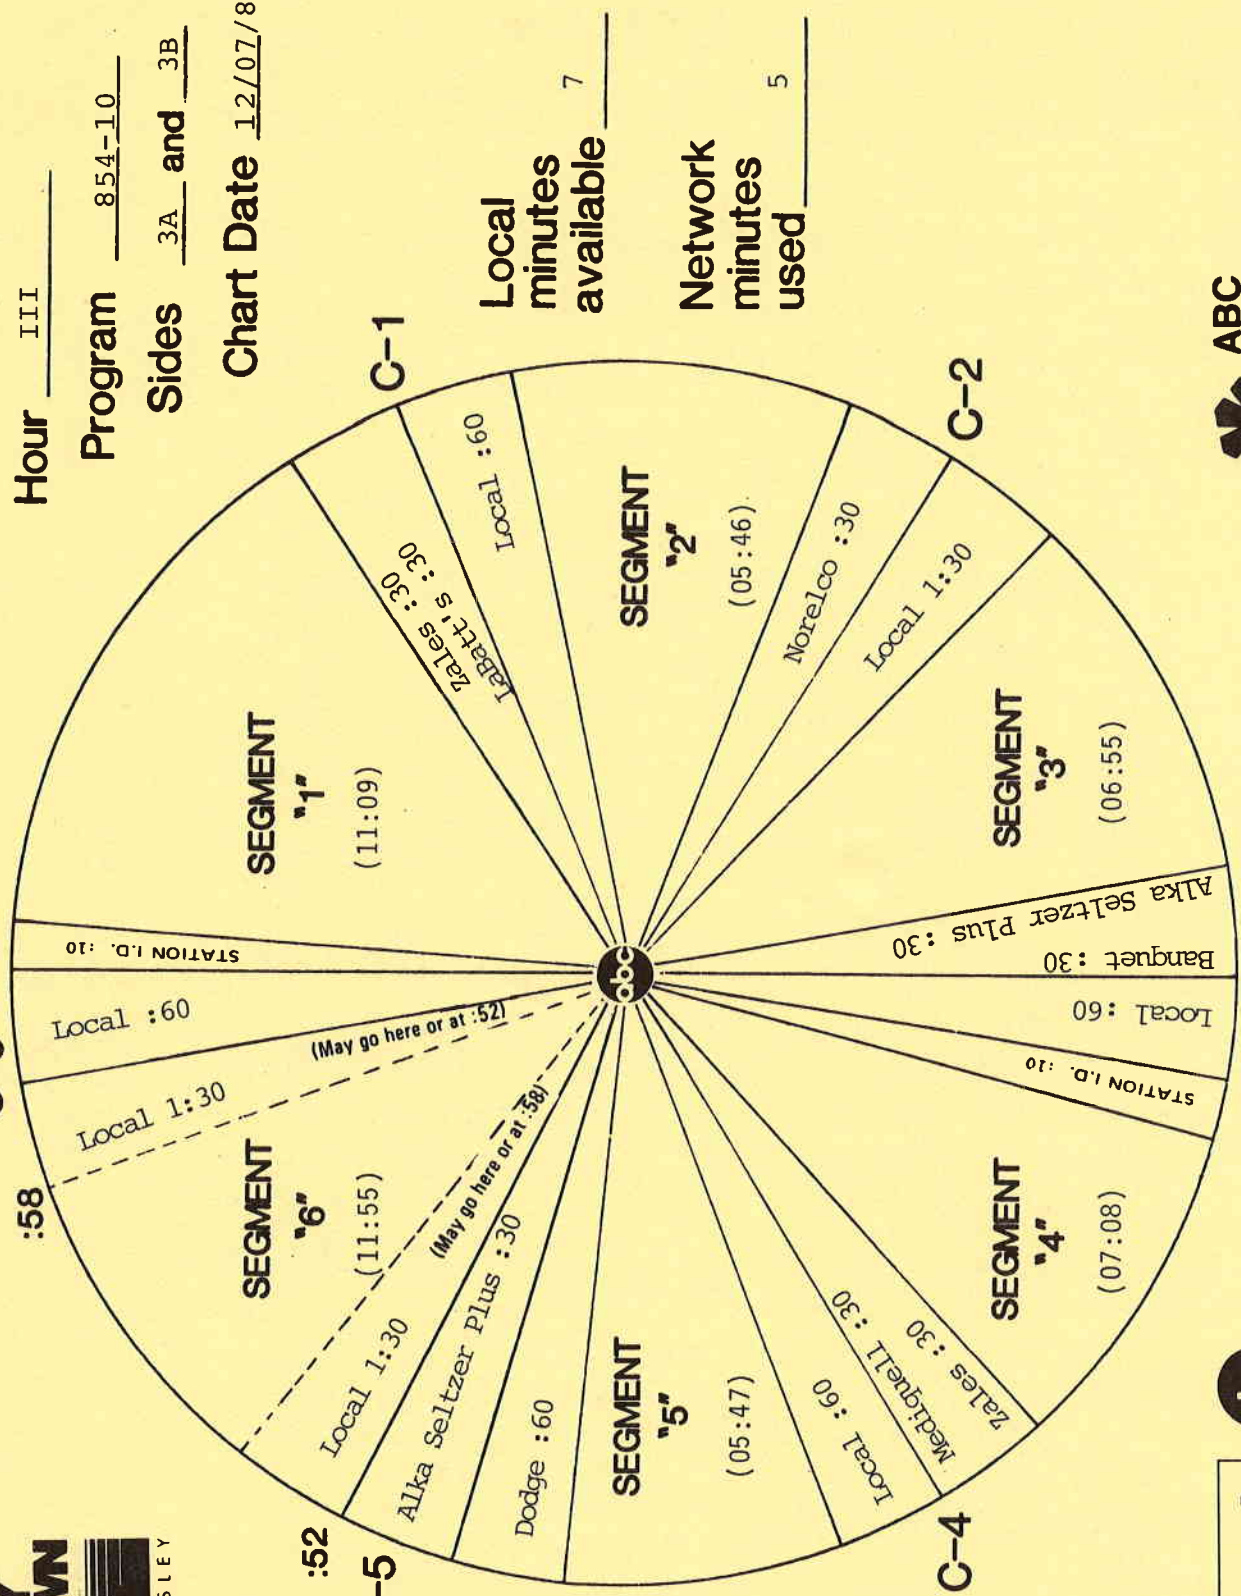 Hour III
Program 854-10
Sides 3A and 3B
Chart Date 12/07/8
Local
minutes
available 7
Network
minutes
used 5
SEGMENT
"1"
(11:09)
Zales :30
LaBatt's :30
C-1
Local :60
SEGMENT
"2"
(05:46)
Norelco :30
C-2
Local 1:30
SEGMENT
"3"
(06:55)
Alka Seltzer Plus :30
Banquet :30
Local :60
STATION I.D. :10
SEGMENT
"4"
(07:08)
Zales :30
Mediquell :30
C-4
Local :60
SEGMENT
"5"
(05:47)
Dodge :60
Alka Seltzer Plus :30
-5
:52
Local 1:30
(May go here or at :58)
SEGMENT
"6"
(11:55)
:58
Local 1:30
(May go here or at :52)
Local :60
STATION I.D. :10
abc
ABC
SLEY